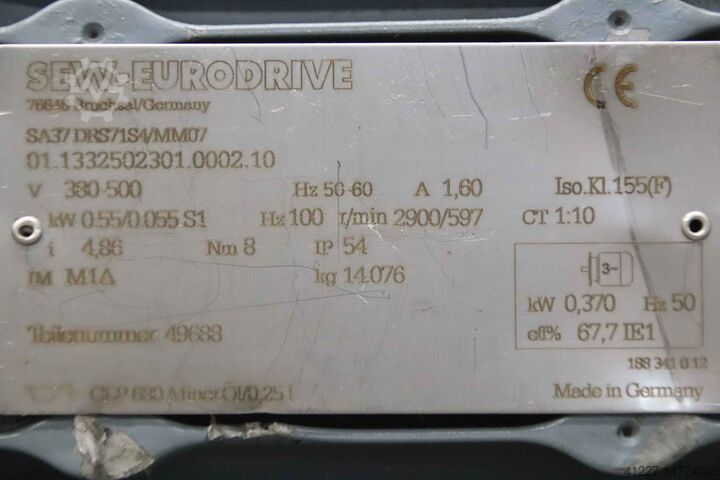 SEW-EURODRIVE
76646 Bruchsal/Germany
CE
SA37 DRS71S4/MM07
01.1332502301.0002.10
V 380-500 Hz 50-60 A 1,60 Iso.Kl.155(F)
kW 0.55/0.055 S1 Hz 100 r/min 2900/597 CT 1:10
i 4,86 Nm 8 IP 54
IM M1A kg 14.076
3~
kW 0,370 Hz 50
eff% 67,7 IE1
Teilenummer 49688
188 341 0.12
CLP 680 Miner.Öl/0,25 l Made in Germany